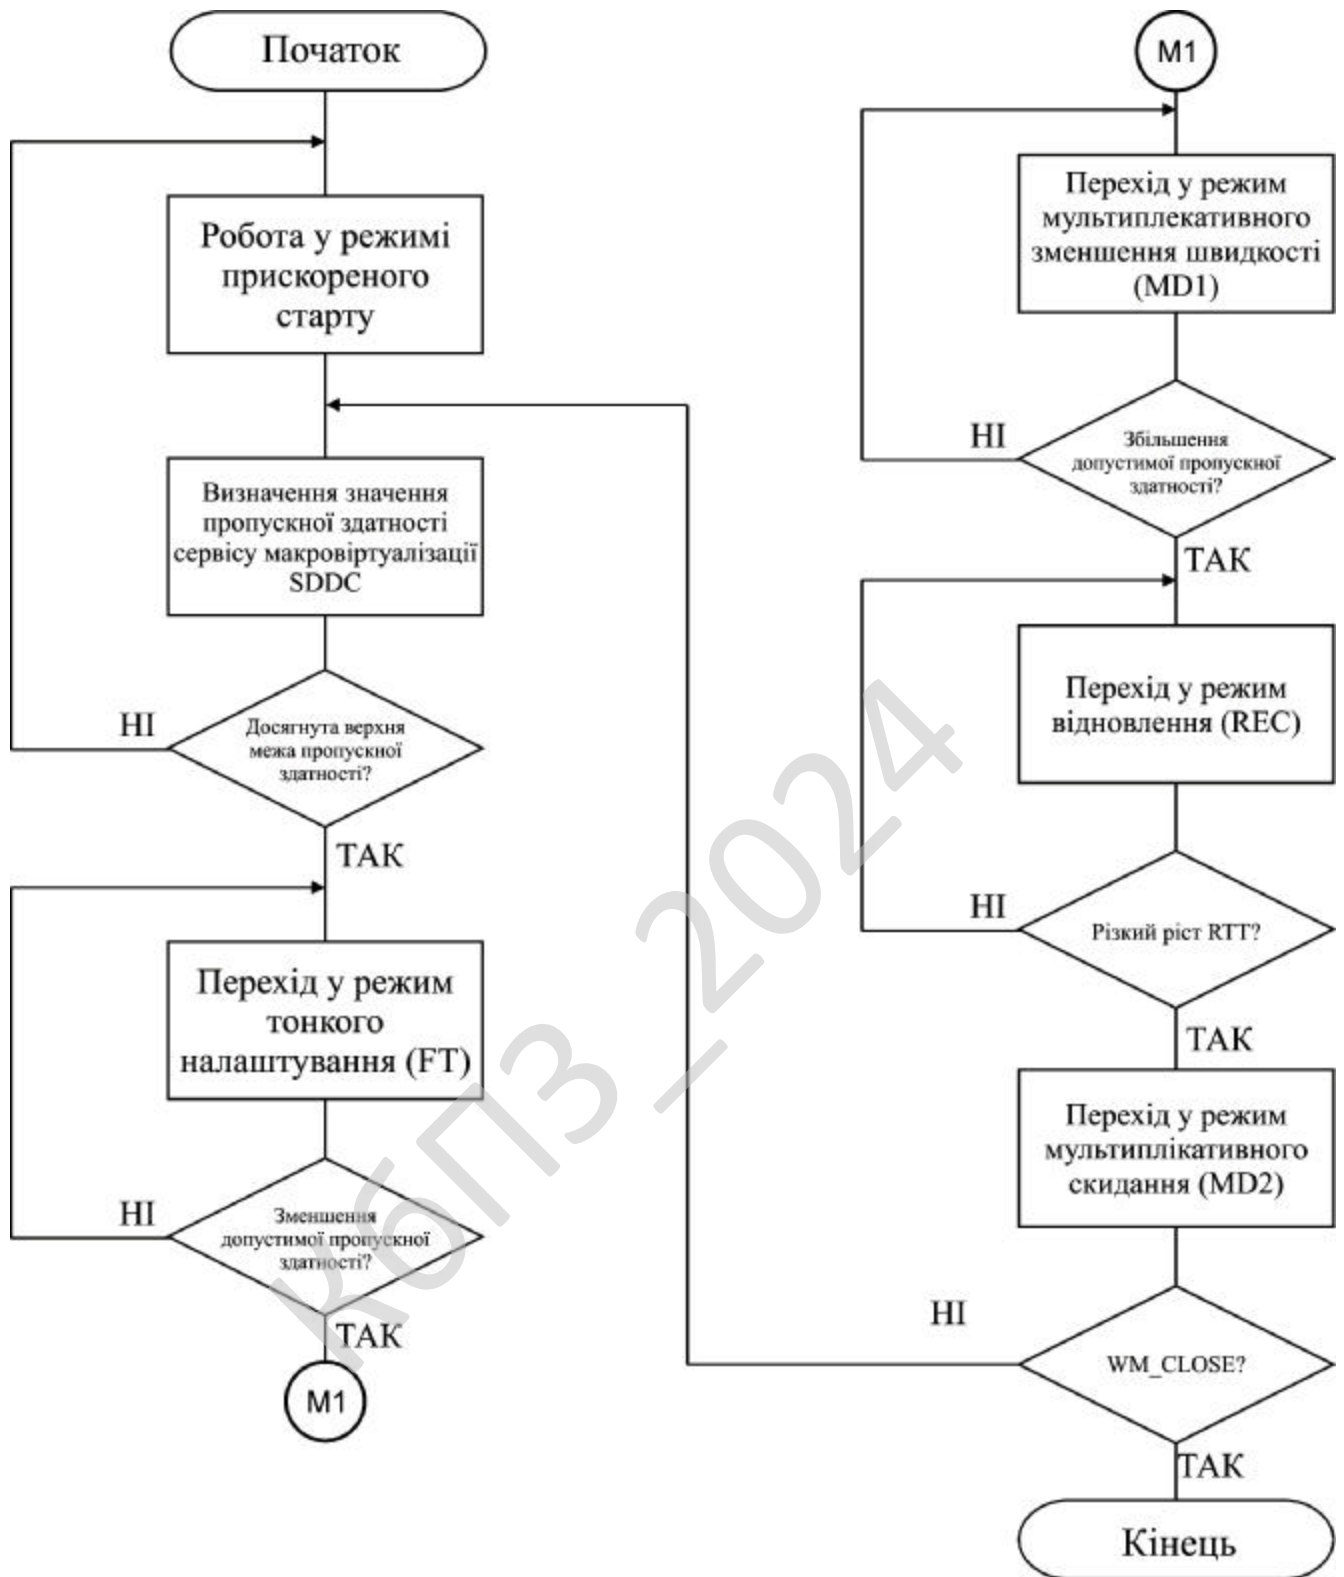 Початок
Робота у режимі
прискореного
старту
Визначення значення
пропускної здатності
сервісу макровіртуалізації
SDDC
НІ
Досягнута верхня
межа пропускної
здатності?
ТАК
Перехід у режим
тонкого
налаштування (FT)
НІ
Зменшення
допустимої пропускної
здатності?
ТАК
М1
М1
Перехід у режим
мультиплекативного
зменшення швидкості
(MD1)
НІ
Збільшення
допустимої пропускної
здатності?
ТАК
Перехід у режим
відновлення (REC)
НІ
Різкий ріст RTT?
ТАК
Перехід у режим
мультиплікативного
скидання (MD2)
НІ
WM_CLOSE?
ТАК
Кінець
КбПЗ_2024